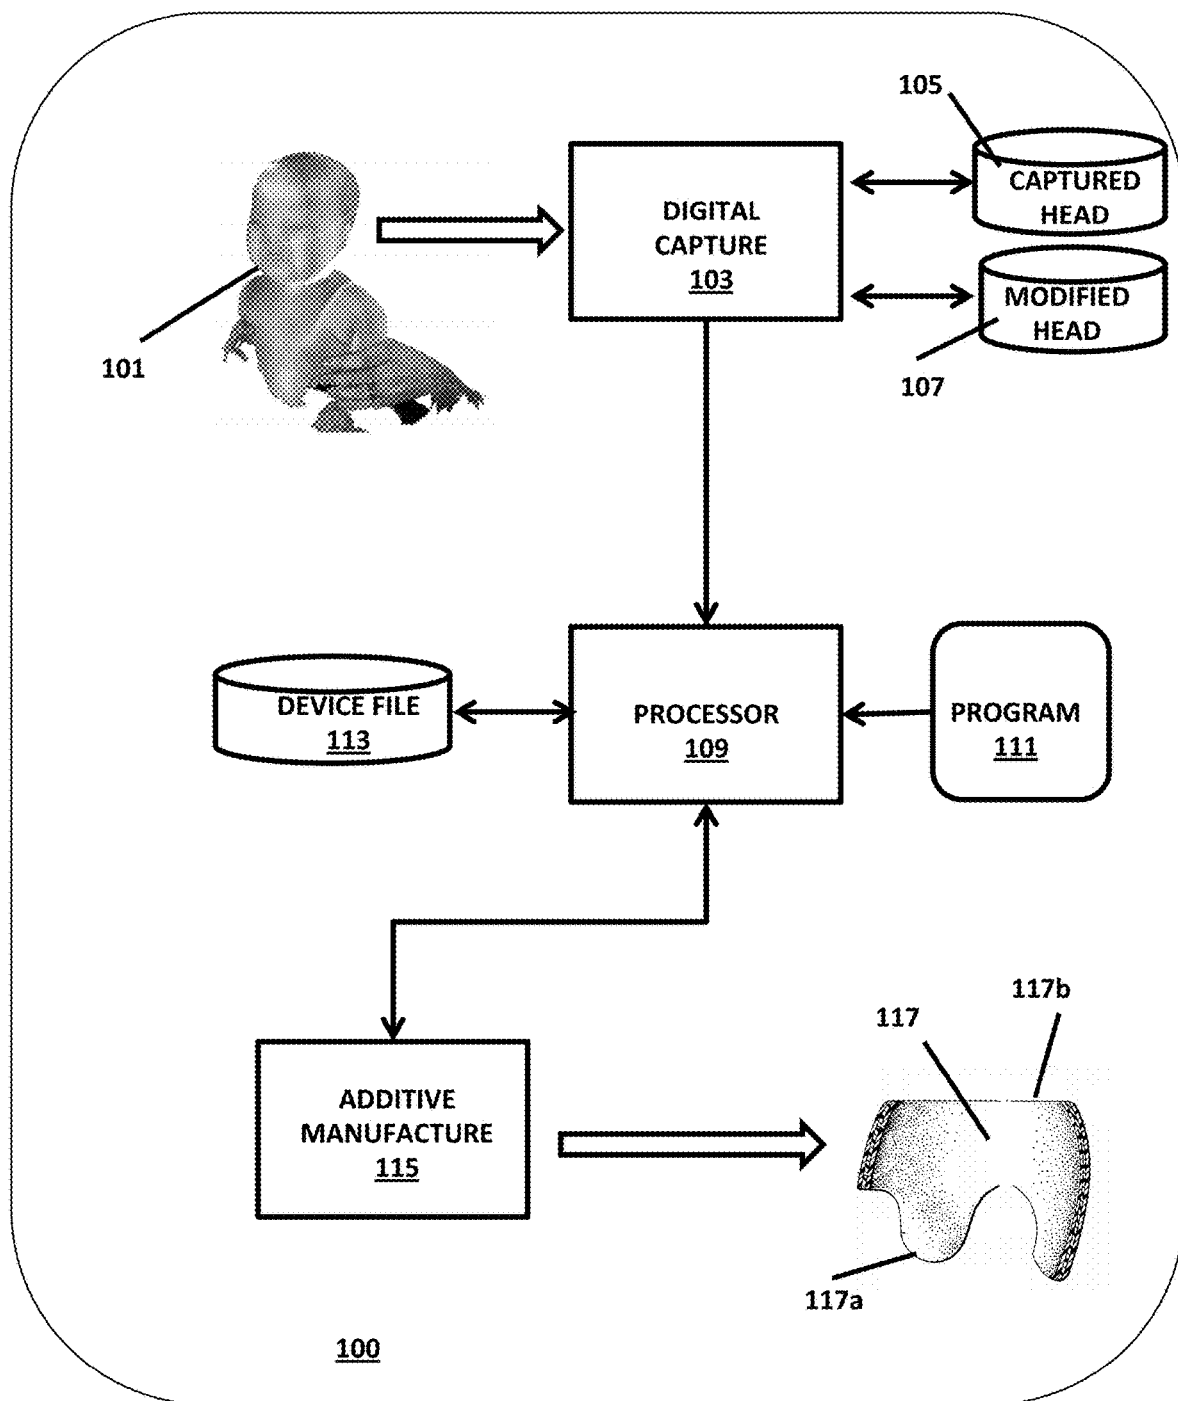 105
DIGITAL
CAPTURE
103
CAPTURED
HEAD
MODIFIED
HEAD
101
107
DEVICE FILE
113
PROCESSOR
109
PROGRAM
111
117b
117
ADDITIVE
MANUFACTURE
115
117a
100